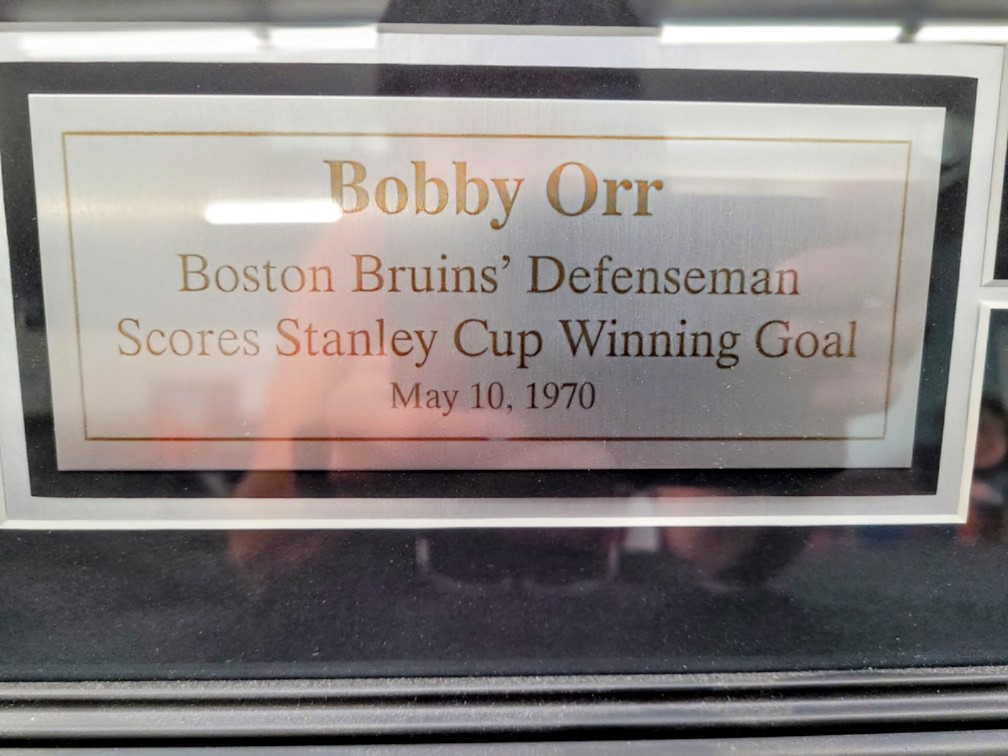 Bobby Orr
Boston Bruins’ Defenseman
Scores Stanley Cup Winning Goal
May 10, 1970